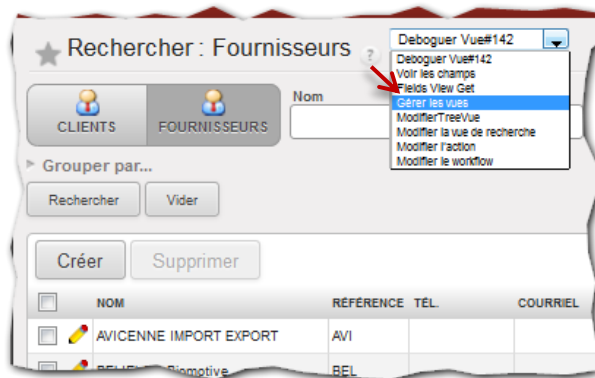 Rechercher : Fournisseurs ? Deboguer Vue#142
Deboguer Vue#142
Voir les champs
Fields View Get
Gérer les vues
ModifierTreeVue
Modifier la vue de recherche
Modifier l'action
Modifier le workflow
CLIENTS FOURNISSEURS
Nom
Grouper par...
Rechercher Vider
Créer Supprimer
NOM RÉFÉRENCE TÉL. COURRIEL
AVICENNE IMPORT EXPORT AVI
Biomotive BEL